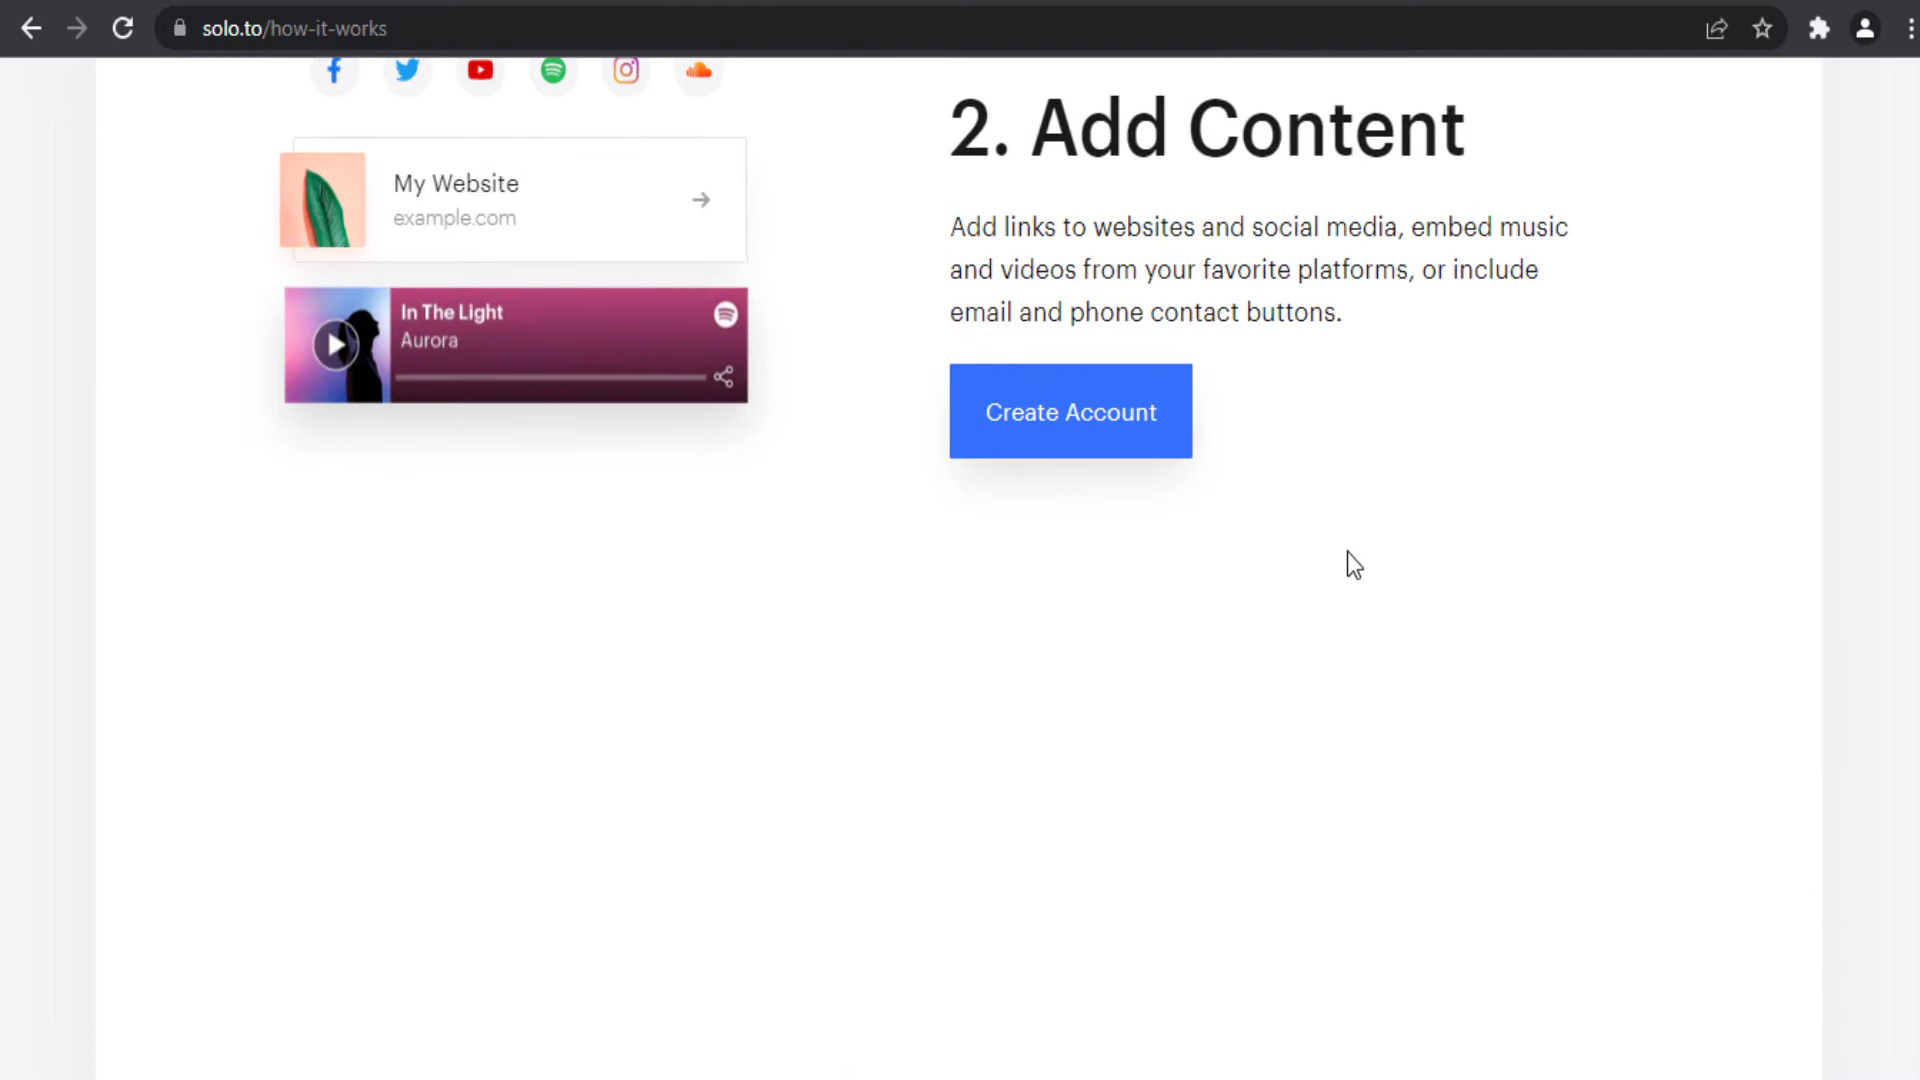 solo.to/how-it-works
2. Add Content
My Website
example.com
Add links to websites and social media, embed music
and videos from your favorite platforms, or include
email and phone contact buttons.
In The Light
Aurora
Create Account